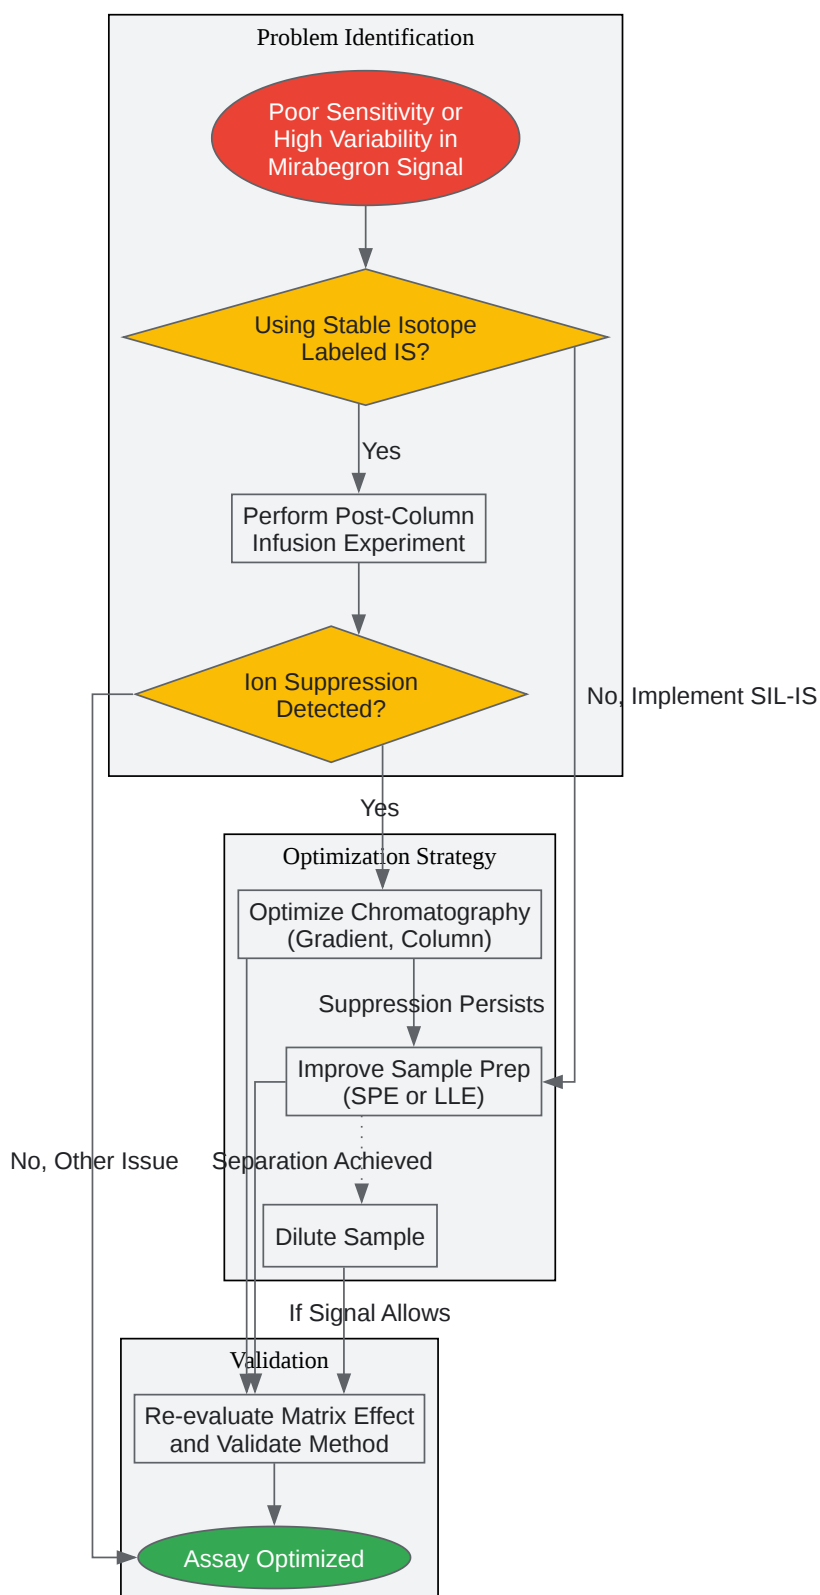 Problem Identification
Poor Sensitivity or
High Variability in
Mirabegron Signal
Using Stable Isotope
Labeled IS?
Yes
Perform Post-Column
Infusion Experiment
Ion Suppression
Detected?
No, Implement SIL-IS
Yes
Optimization Strategy
Optimize Chromatography
(Gradient, Column)
Suppression Persists
Improve Sample Prep
(SPE or LLE)
No, Other Issue
Separation Achieved
Dilute Sample
If Signal Allows
Validation
Re-evaluate Matrix Effect
and Validate Method
Assay Optimized